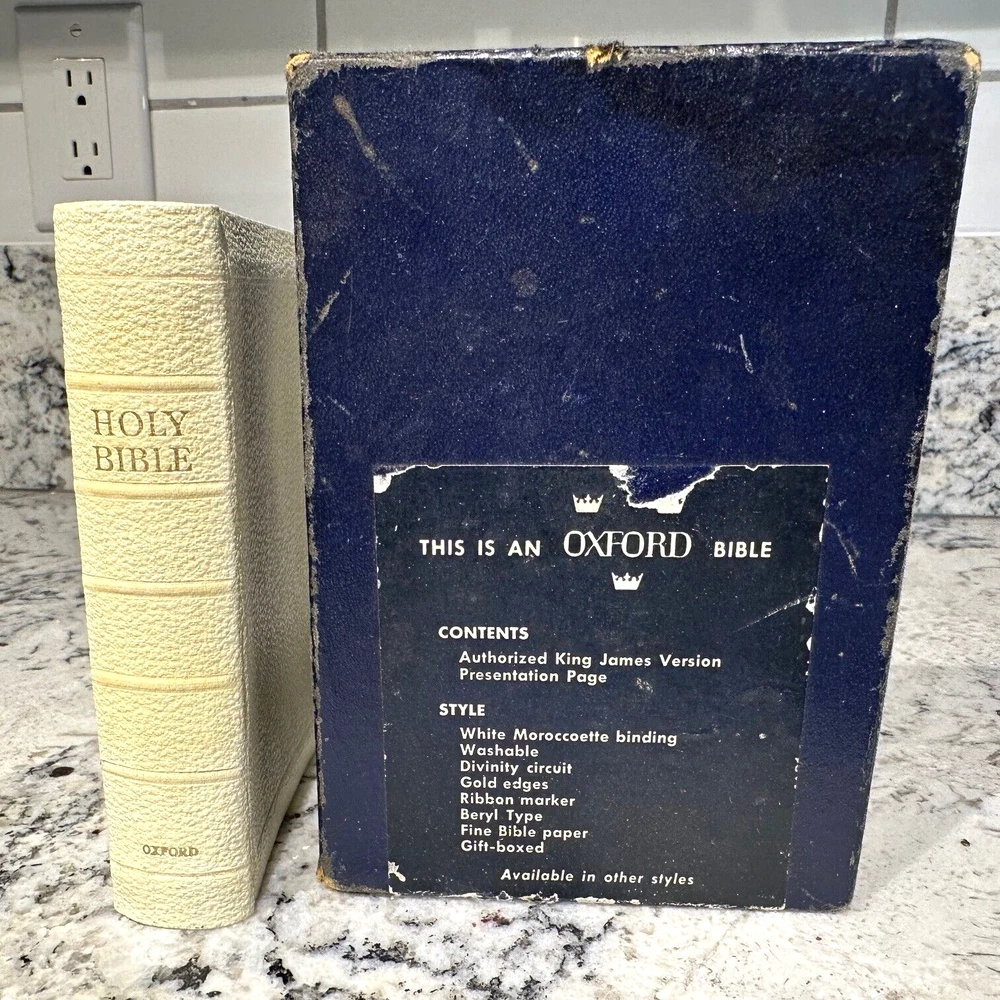 HOLY
BIBLE
OXFORD
THIS IS AN OXFORD BIBLE
CONTENTS
Authorized King James Version
Presentation Page
STYLE
White Moroccoette binding
Washable
Divinity circuit
Gold edges
Ribbon marker
Beryl Type
Fine Bible paper
Gift-boxed
Available in other styles